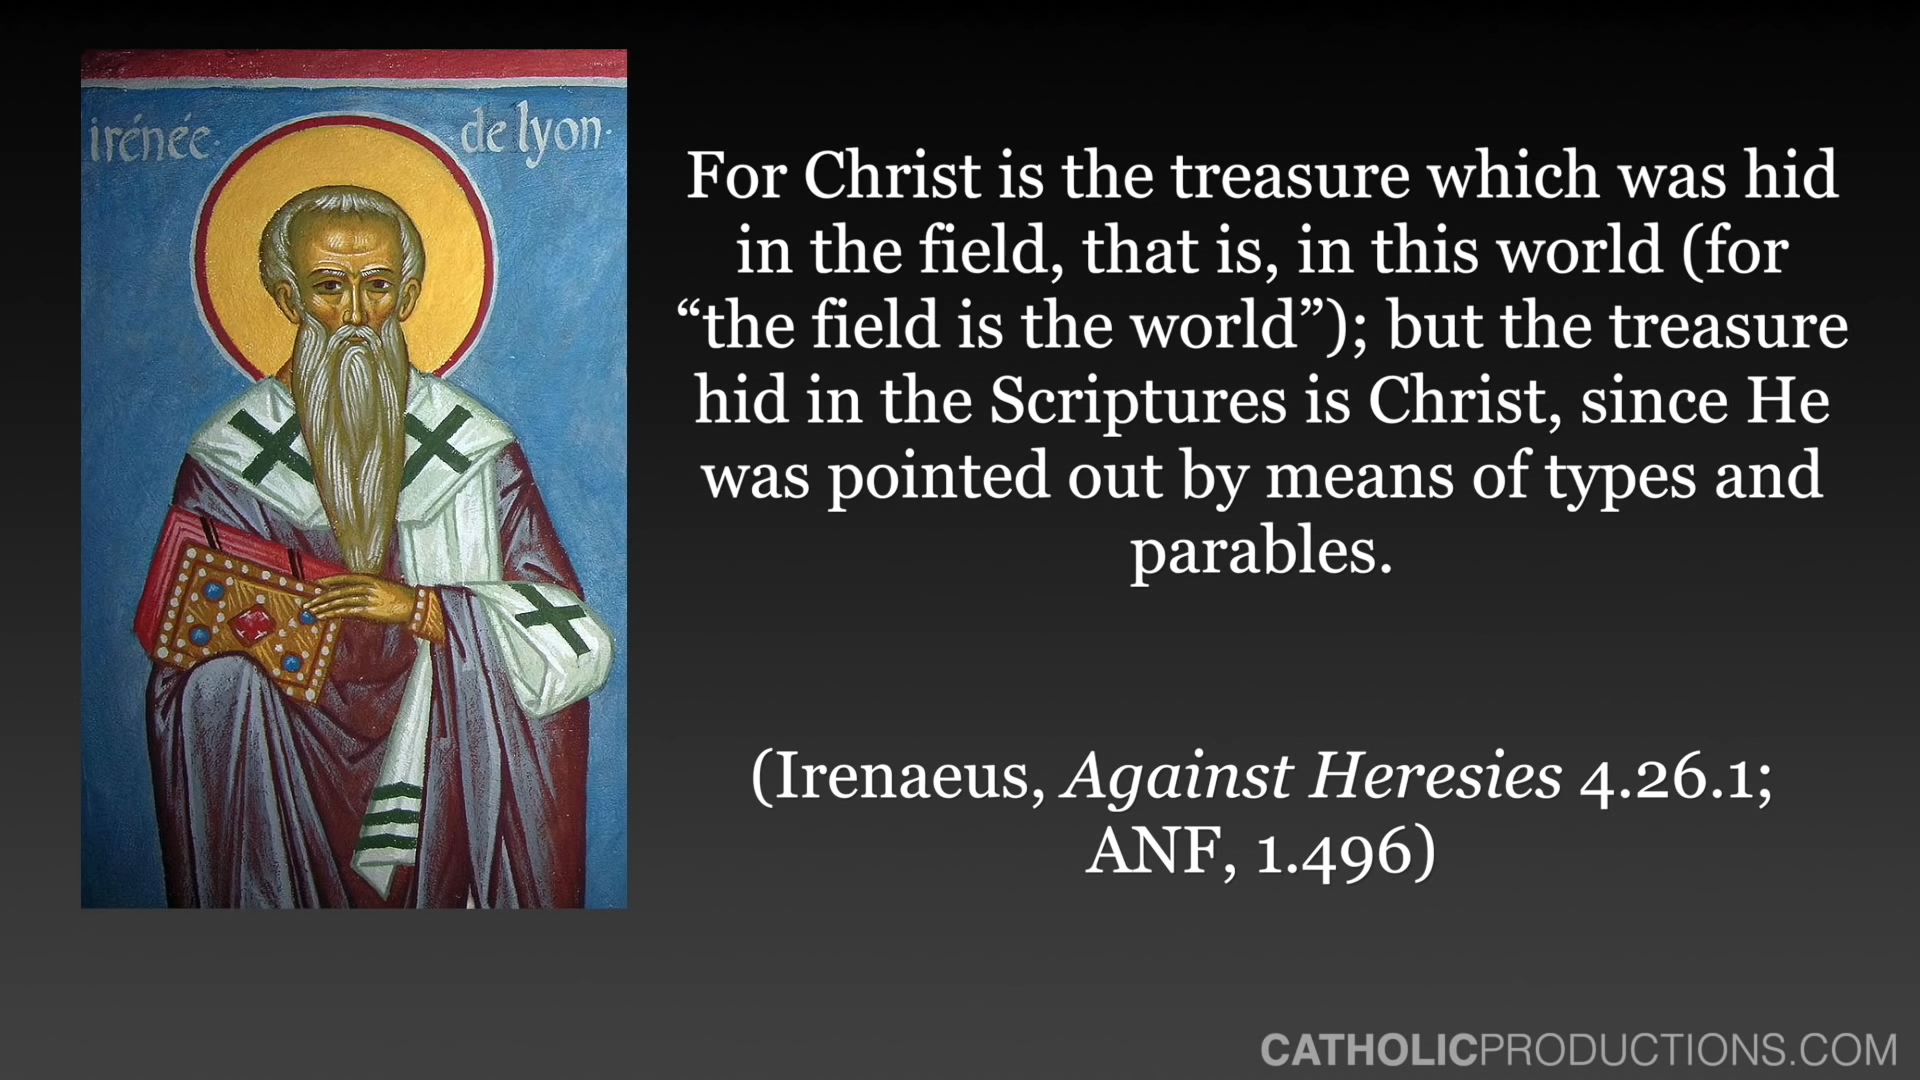 irénée· de lyon·
For Christ is the treasure which was hid
in the field, that is, in this world (for
“the field is the world”); but the treasure
hid in the Scriptures is Christ, since He
was pointed out by means of types and
parables.
(Irenaeus, Against Heresies 4.26.1;
ANF, 1.496)
CATHOLICPRODUCTIONS.COM